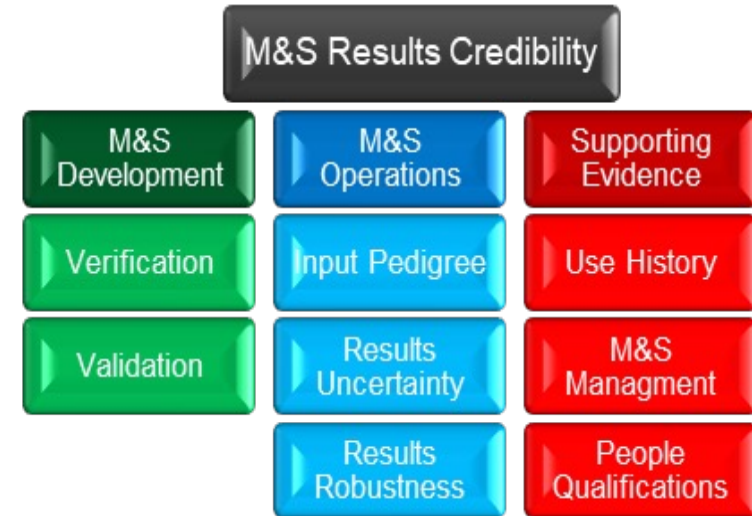 M&S Results Credibility
M&S
Development
M&S
Operations
Supporting
Evidence
Verification
Input Pedigree
Use History
Validation
Results
Uncertainty
M&S
Managment
Results
Robustness
People
Qualifications